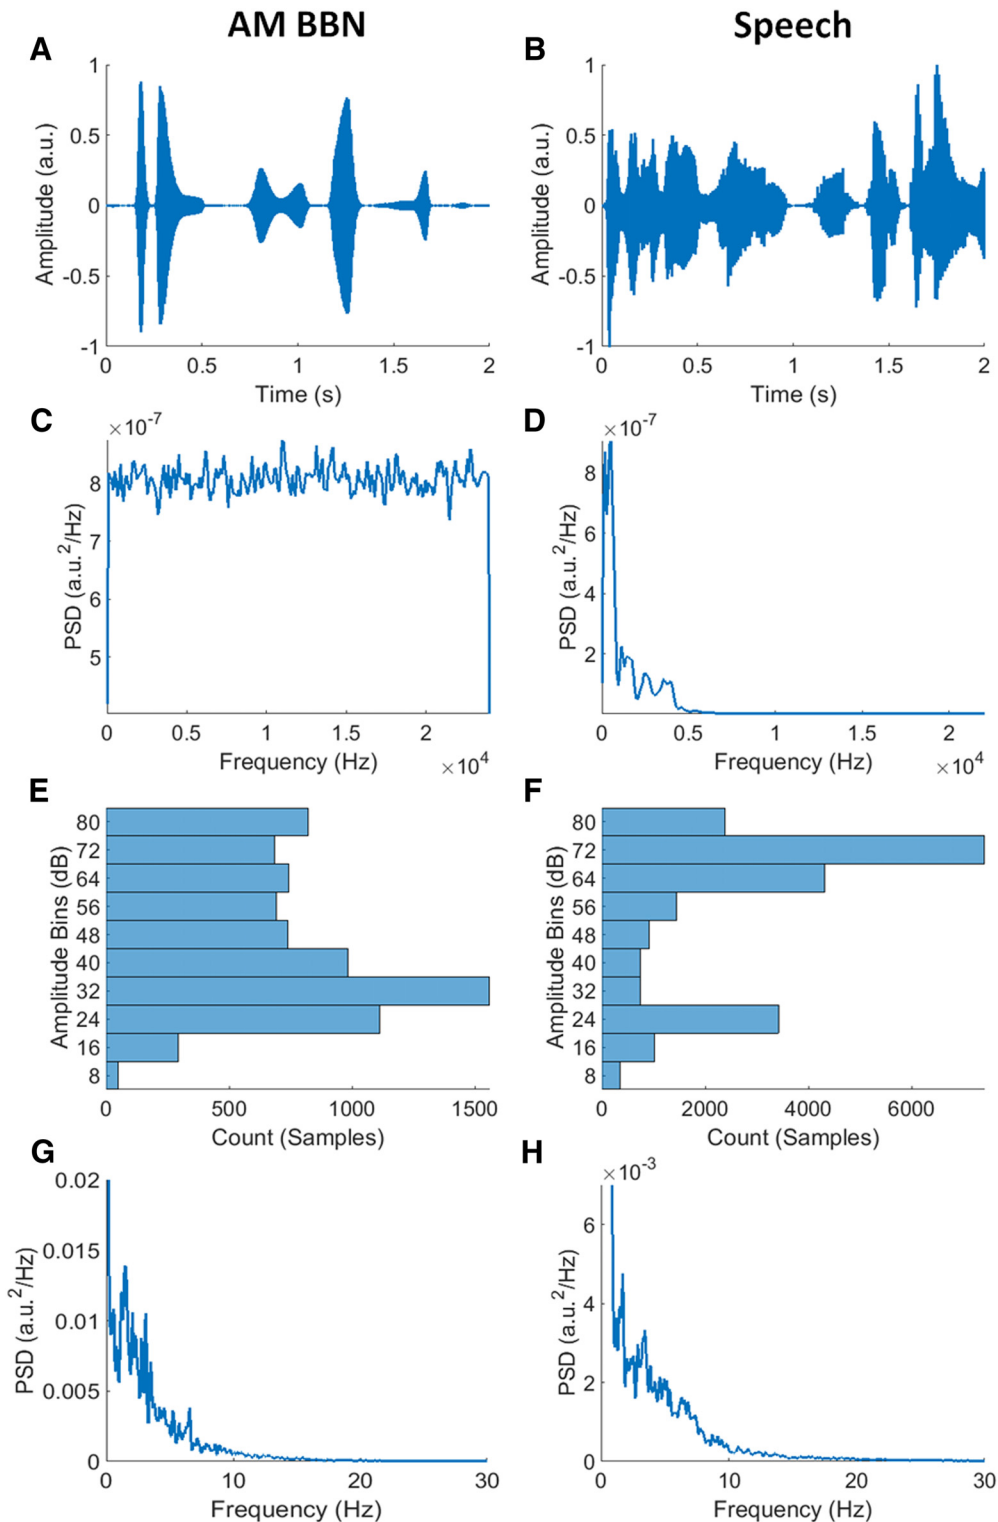 AM BBN
Speech
A
1
0.5
0
-0.5
-1
Amplitude (a.u.)
0 0.5 1 1.5 2
Time (s)
B
1
0.5
0
-0.5
-1
Amplitude (a.u.)
0 0.5 1 1.5 2
Time (s)
C
×10-7
8
7
6
5
PSD (a.u.2/Hz)
0 0.5 1 1.5 2
Frequency (Hz)
×104
D
×10-7
8
6
4
2
PSD (a.u.2/Hz)
0 0.5 1 1.5 2
Frequency (Hz)
×104
E
80
72
64
56
48
40
32
24
16
8
Amplitude Bins (dB)
0 500 1000 1500
Count (Samples)
F
80
72
64
56
48
40
32
24
16
8
Amplitude Bins (dB)
0 2000 4000 6000
Count (Samples)
G
0.02
0.015
0.01
0.005
0
PSD (a.u.2/Hz)
0 10 20 30
Frequency (Hz)
H
×10-3
6
4
2
0
PSD (a.u.2/Hz)
0 10 20 30
Frequency (Hz)